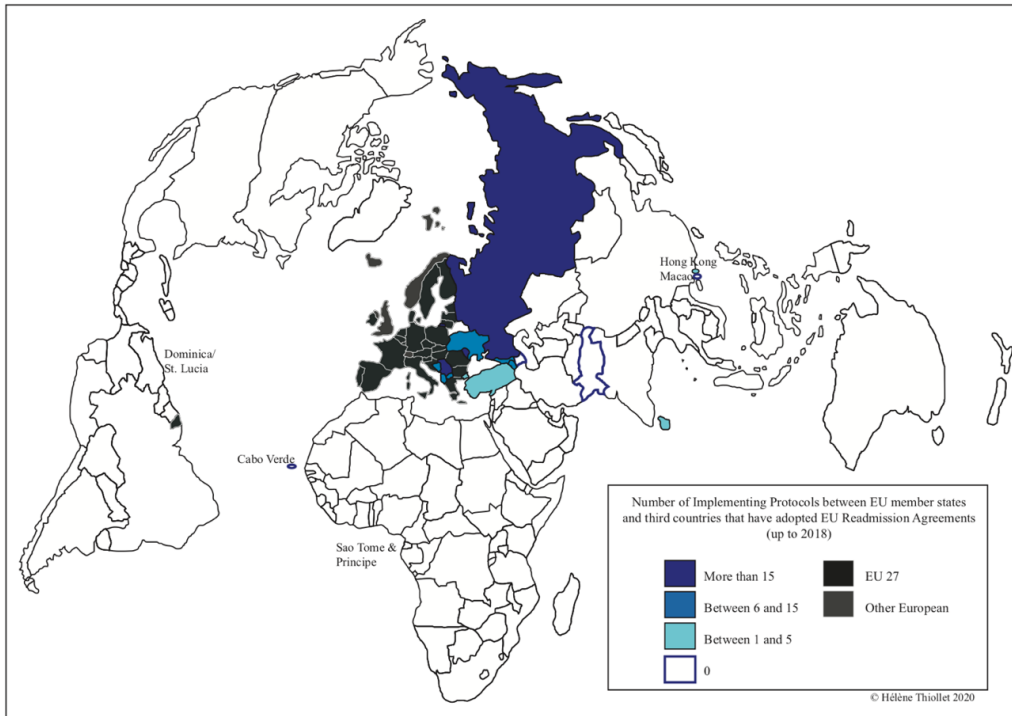 Hong Kong
Macao
Dominica/
St. Lucia
Cabo Verde
Sao Tome &
Principe
Number of Implementing Protocols between EU member states
and third countries that have adopted EU Readmission Agreements
(up to 2018)
More than 15
EU 27
Between 6 and 15
Other European
Between 1 and 5
0
© Hélène Thiollet 2020